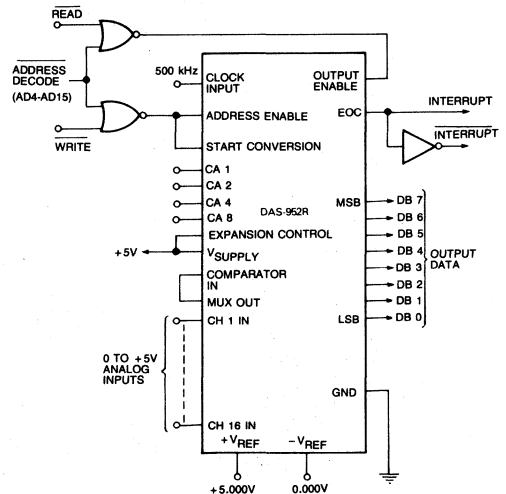 READ
ADDRESS
DECODE
(AD4-AD15)
WRITE
500 kHz
CLOCK
INPUT
OUTPUT
ENABLE
ADDRESS ENABLE
EOC
INTERRUPT
INTERRUPT
START CONVERSION
CA 1
CA 2
CA 4
CA 8
DAS-952R
MSB
DB 7
DB 6
DB 5
DB 4
DB 3
DB 2
DB 1
LSB
DB 0
OUTPUT
DATA
EXPANSION CONTROL
+5V
VSUPPLY
COMPARATOR
IN
MUX OUT
CH 1 IN
0 TO +5V
ANALOG
INPUTS
CH 16 IN
GND
+VREF
-VREF
+5.000V
0.000V